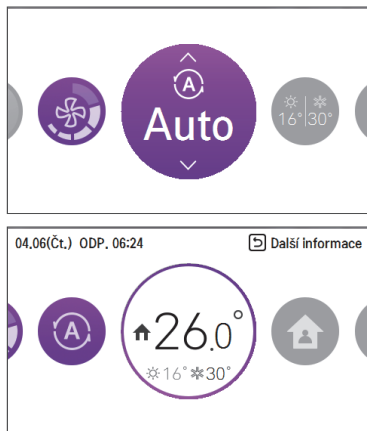 A
Auto
16° 30°
04.06(Čt.) ODP. 06:24 Další informace
A
26.0°
16° 30°